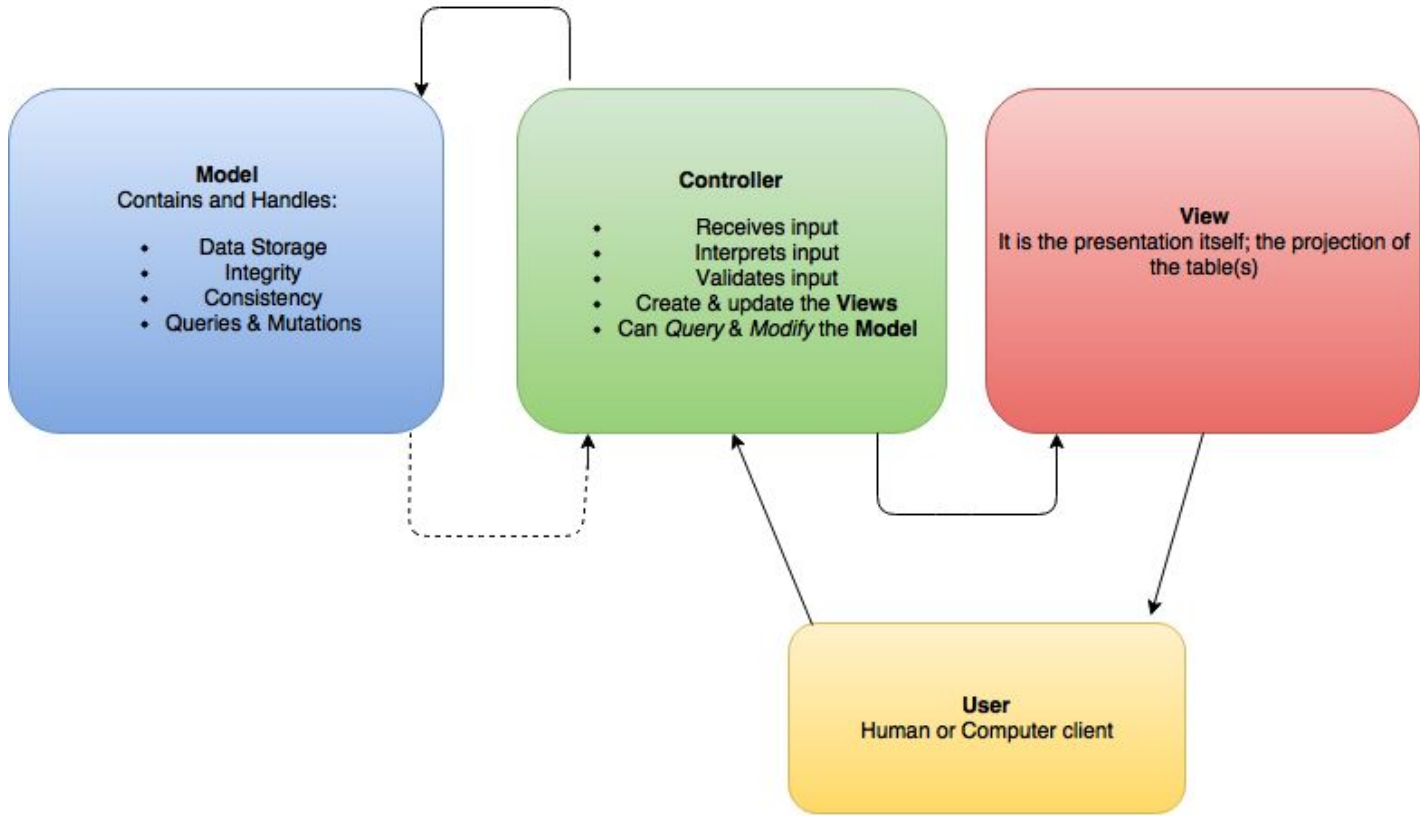 Model
Contains and Handles:
• Data Storage
• Integrity
• Consistency
• Queries & Mutations
Controller
• Receives input
• Interprets input
• Validates input
• Create & update the Views
• Can Query & Modify the Model
View
It is the presentation itself; the projection of
the table(s)
User
Human or Computer client